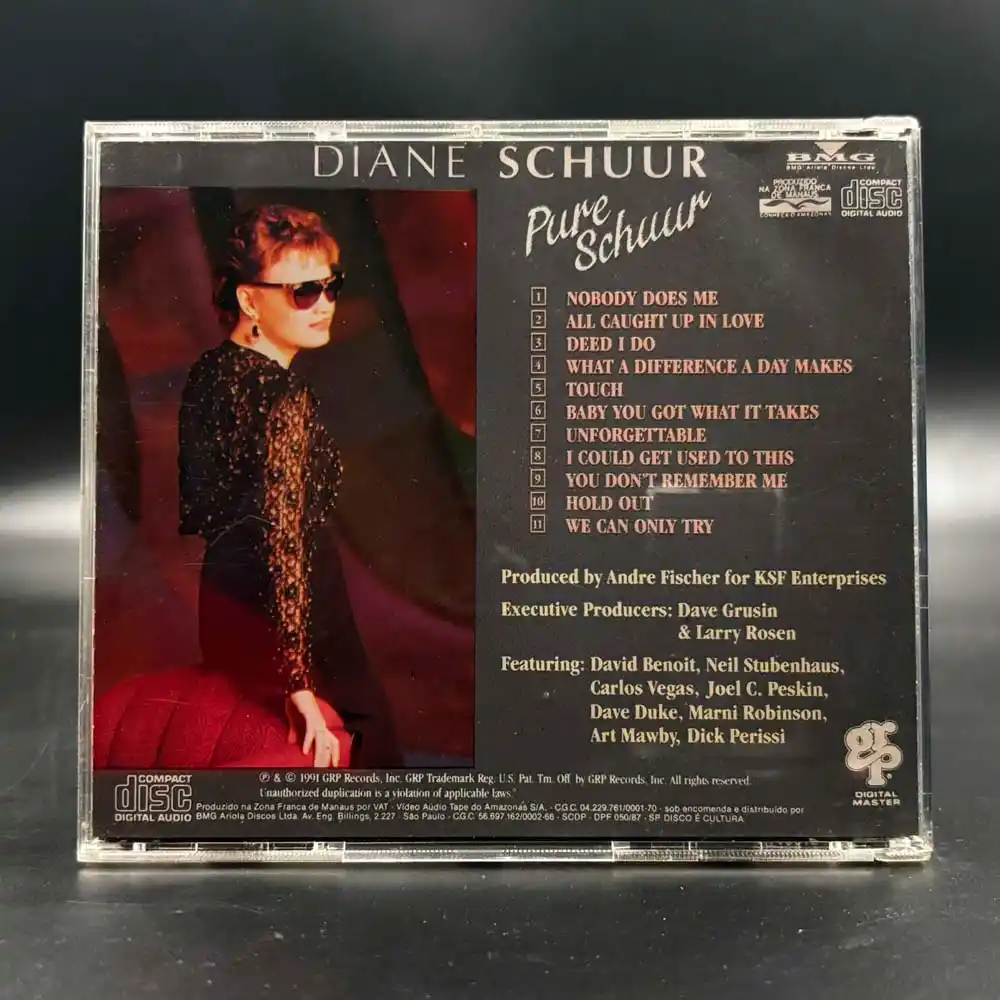 DIANE SCHUUR
Pure
Schuur
BMG
BMG Ariola Discos Ltda
PRODUZIDO
NA ZONA FRANCA
DE MANAUS
CONHEÇA O AMAZONAS
COMPACT
disc
DIGITAL AUDIO
1 NOBODY DOES ME
2 ALL CAUGHT UP IN LOVE
3 DEED I DO
4 WHAT A DIFFERENCE A DAY MAKES
5 TOUCH
6 BABY YOU GOT WHAT IT TAKES
7 UNFORGETTABLE
8 I COULD GET USED TO THIS
9 YOU DON'T REMEMBER ME
10 HOLD OUT
11 WE CAN ONLY TRY
Produced by Andre Fischer for KSF Enterprises
Executive Producers: Dave Grusin
& Larry Rosen
Featuring: David Benoit, Neil Stubenhaus,
Carlos Vegas, Joel C. Peskin,
Dave Duke, Marni Robinson,
Art Mawby, Dick Perissi
grp
DIGITAL
MASTER
COMPACT
disc
DIGITAL AUDIO
℗ & © 1991 GRP Records, Inc. GRP Trademark Reg. U.S. Pat. Tm. Off. by GRP Records, Inc. All rights reserved.
Unauthorized duplication is a violation of applicable laws."
Produzido na Zona Franca de Manaus por VAT - Vídeo Áudio Tape do Amazonas S/A. - C.G.C. 04.229.761/0001-70 - sob encomenda e distribuído por
BMG Ariola Discos Ltda. Av. Eng. Billings, 2.227 - São Paulo - C.G.C. 56.697.162/0002-66 - SCDP - DPF 050/87 - SP DISCO É CULTURA